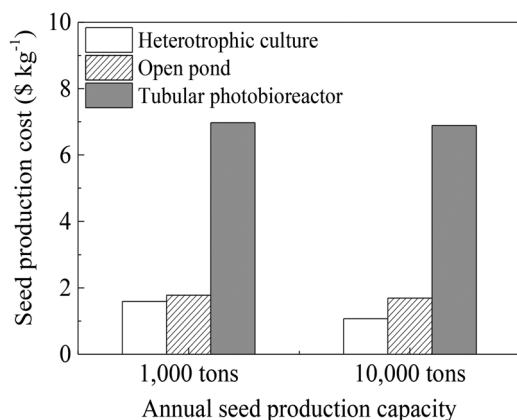 Seed production cost ($ kg⁻¹)
10
8
6
4
2
0
Heterotrophic culture
Open pond
Tubular photobioreactor
1,000 tons
10,000 tons
Annual seed production capacity